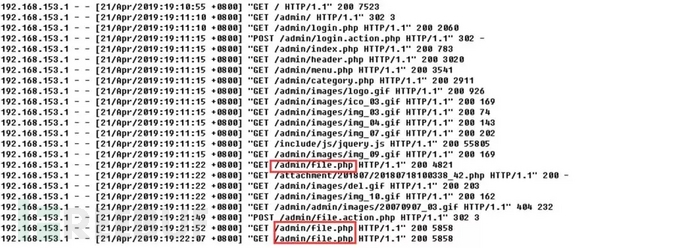 192.168.153.1 - - [21/Apr/2019:19:10:55 +0800] "GET / HTTP/1.1" 200 7523
192.168.153.1 - - [21/Apr/2019:19:11:10 +0800] "GET /admin/ HTTP/1.1" 302 3
192.168.153.1 - - [21/Apr/2019:19:11:10 +0800] "GET /admin/login.php HTTP/1.1" 200 2060
192.168.153.1 - - [21/Apr/2019:19:11:15 +0800] "POST /admin/login.action.php HTTP/1.1" 302 -
192.168.153.1 - - [21/Apr/2019:19:11:15 +0800] "GET /admin/index.php HTTP/1.1" 200 783
192.168.153.1 - - [21/Apr/2019:19:11:15 +0800] "GET /admin/header.php HTTP/1.1" 200 3020
192.168.153.1 - - [21/Apr/2019:19:11:15 +0800] "GET /admin/menu.php HTTP/1.1" 200 3541
192.168.153.1 - - [21/Apr/2019:19:11:15 +0800] "GET /admin/category.php HTTP/1.1" 200 2911
192.168.153.1 - - [21/Apr/2019:19:11:15 +0800] "GET /admin/images/logo.gif HTTP/1.1" 200 926
192.168.153.1 - - [21/Apr/2019:19:11:15 +0800] "GET /admin/images/ico_03.gif HTTP/1.1" 200 169
192.168.153.1 - - [21/Apr/2019:19:11:15 +0800] "GET /admin/images/img_03.gif HTTP/1.1" 200 74
192.168.153.1 - - [21/Apr/2019:19:11:15 +0800] "GET /admin/images/img_04.gif HTTP/1.1" 200 143
192.168.153.1 - - [21/Apr/2019:19:11:15 +0800] "GET /admin/images/img_07.gif HTTP/1.1" 200 202
192.168.153.1 - - [21/Apr/2019:19:11:15 +0800] "GET /include/js/jquery.js HTTP/1.1" 200 55805
192.168.153.1 - - [21/Apr/2019:19:11:15 +0800] "GET /admin/images/img_09.gif HTTP/1.1" 200 169
192.168.153.1 - - [21/Apr/2019:19:11:22 +0800] "GET /admin/file.php HTTP/1.1" 200 4821
192.168.153.1 - - [21/Apr/2019:19:11:22 +0800] "GET /attachment/201807/20180718100338_42.php HTTP/1.1" 200 -
192.168.153.1 - - [21/Apr/2019:19:11:22 +0800] "GET /admin/images/del.gif HTTP/1.1" 200 203
192.168.153.1 - - [21/Apr/2019:19:11:22 +0800] "GET /admin/images/img_10.gif HTTP/1.1" 200 162
192.168.153.1 - - [21/Apr/2019:19:11:22 +0800] "GET /admin/admin/images/20070907_03.gif HTTP/1.1" 404 232
192.168.153.1 - - [21/Apr/2019:19:21:49 +0800] "POST /admin/file.action.php HTTP/1.1" 302 3
192.168.153.1 - - [21/Apr/2019:19:21:52 +0800] "GET /admin/file.php HTTP/1.1" 200 5858
192.168.153.1 - - [21/Apr/2019:19:22:07 +0800] "GET /admin/file.php HTTP/1.1" 200 5858